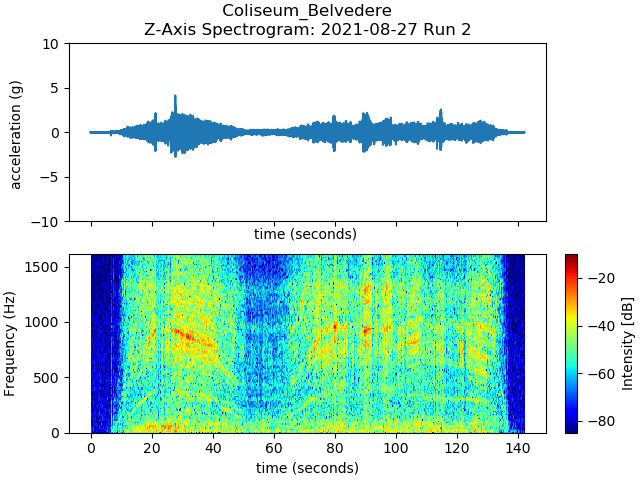 Coliseum_Belvedere
Z-Axis Spectrogram: 2021-08-27 Run 2
acceleration (g)
10
5
0
−5
−10
time (seconds)
Frequency (Hz)
1500
1000
500
0
0 20 40 60 80 100 120 140
time (seconds)
−20
−40
−60
−80
Intensity [dB]